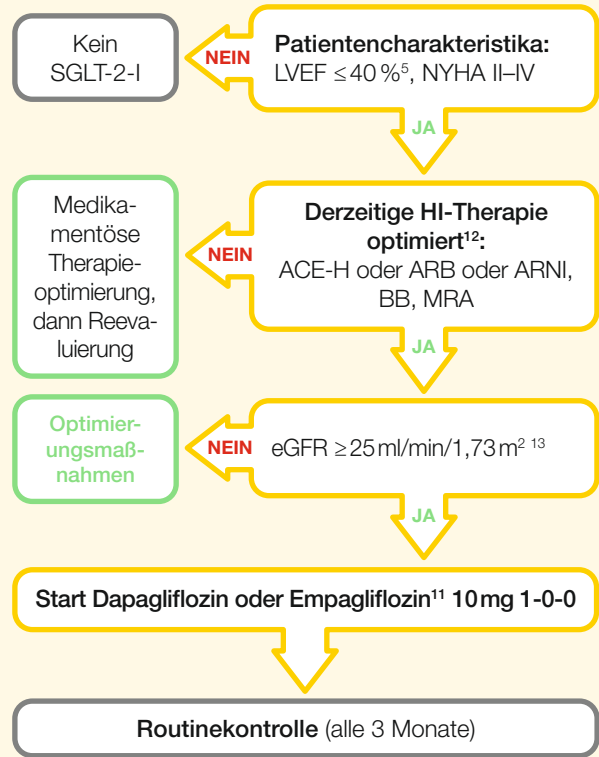 Kein
SGLT-2-I
NEIN
Patientencharakteristika:
LVEF ≤ 40 %⁵, NYHA II–IV
JA
Medika-
mentöse
Therapie-
optimierung,
dann Reeva-
luierung
NEIN
Derzeitige HI-Therapie
optimiert¹²:
ACE-H oder ARB oder ARNI,
BB, MRA
JA
Optimier-
ungsmaß-
nahmen
NEIN
eGFR ≥ 25 ml/min/1,73 m² ¹³
JA
Start Dapagliflozin oder Empagliflozin¹¹ 10 mg 1-0-0
Routinekontrolle (alle 3 Monate)